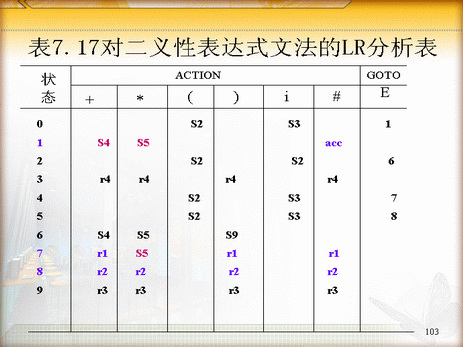 表7.17对二义性表达式文法的LR分析表
状态 ACTION GOTO
+ * ( ) i # E
0 S2 S3 1
1 S4 S5 acc
2 S2 S2 6
3 r4 r4 r4 r4
4 S2 S3 7
5 S2 S3 8
6 S4 S5 S9
7 r1 S5 r1 r1
8 r2 r2 r2 r2
9 r3 r3 r3 r3
103